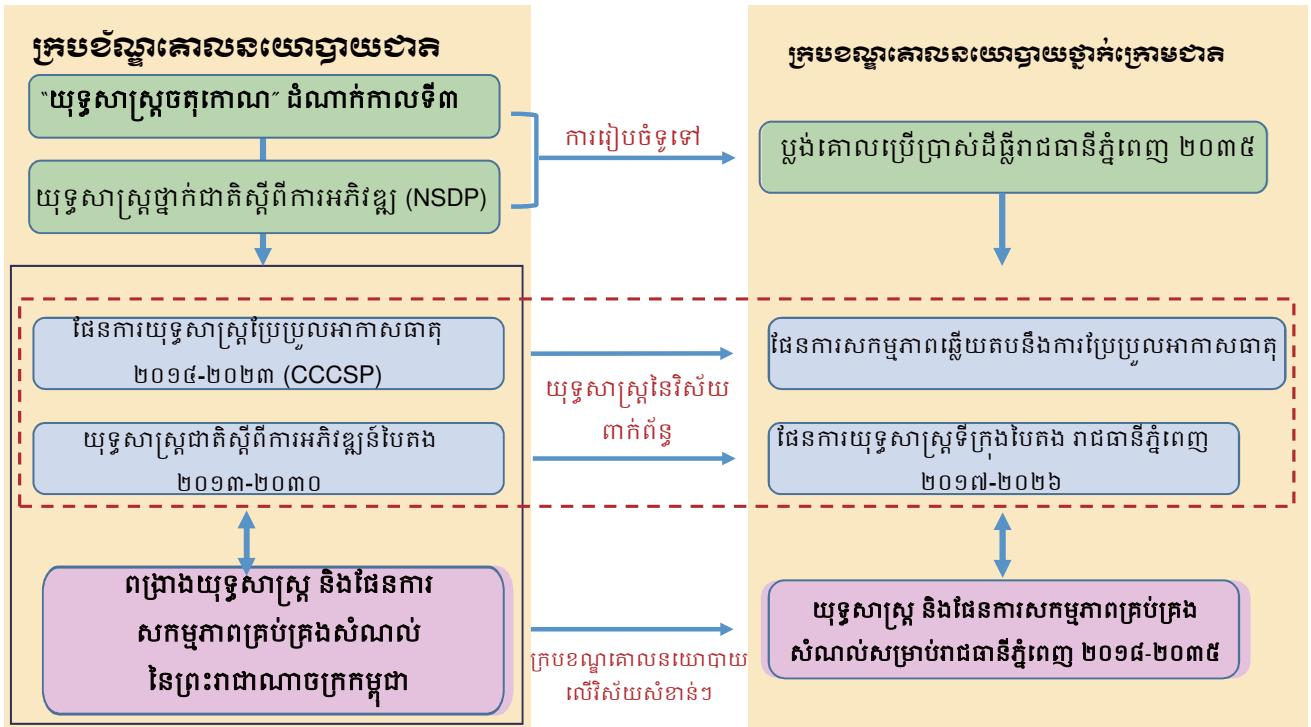 ក្របខ័ណ្ឌគោលនយោបាយជាតិ
"យុទ្ធសាស្ត្រចតុកោណ" ដំណាក់កាលទី៣
យុទ្ធសាស្ត្រថ្នាក់ជាតិស្តីពីការអភិវឌ្ឍ (NSDP)
ផែនការយុទ្ធសាស្ត្រប្រែប្រួលអាកាសធាតុ
២០១៤-២០២៣ (CCCSP)
យុទ្ធសាស្ត្រជាតិស្តីពីការអភិវឌ្ឍន៍បៃតង
២០១៣-២០៣០
ពង្រាងយុទ្ធសាស្ត្រ និងផែនការ
សកម្មភាពគ្រប់គ្រងសំណល់
នៃព្រះរាជាណាចក្រកម្ពុជា
ការរៀបចំទូទៅ
យុទ្ធសាស្ត្រនៃវិស័យ
ពាក់ព័ន្ធ
ក្របខណ្ឌគោលនយោបាយ
លើវិស័យសំខាន់ៗ
ក្របខណ្ឌគោលនយោបាយថ្នាក់ក្រោមជាតិ
ប្លង់គោលប្រើប្រាស់ដីធ្លីរាជធានីភ្នំពេញ ២០៣៥
ផែនការសកម្មភាពឆ្លើយតបនឹងការប្រែប្រួលអាកាសធាតុ
ផែនការយុទ្ធសាស្ត្រទីក្រុងបៃតង រាជធានីភ្នំពេញ
២០១៧-២០២៦
យុទ្ធសាស្ត្រ និងផែនការសកម្មភាពគ្រប់គ្រង
សំណល់សម្រាប់រាជធានីភ្នំពេញ ២០១៨-២០៣៥